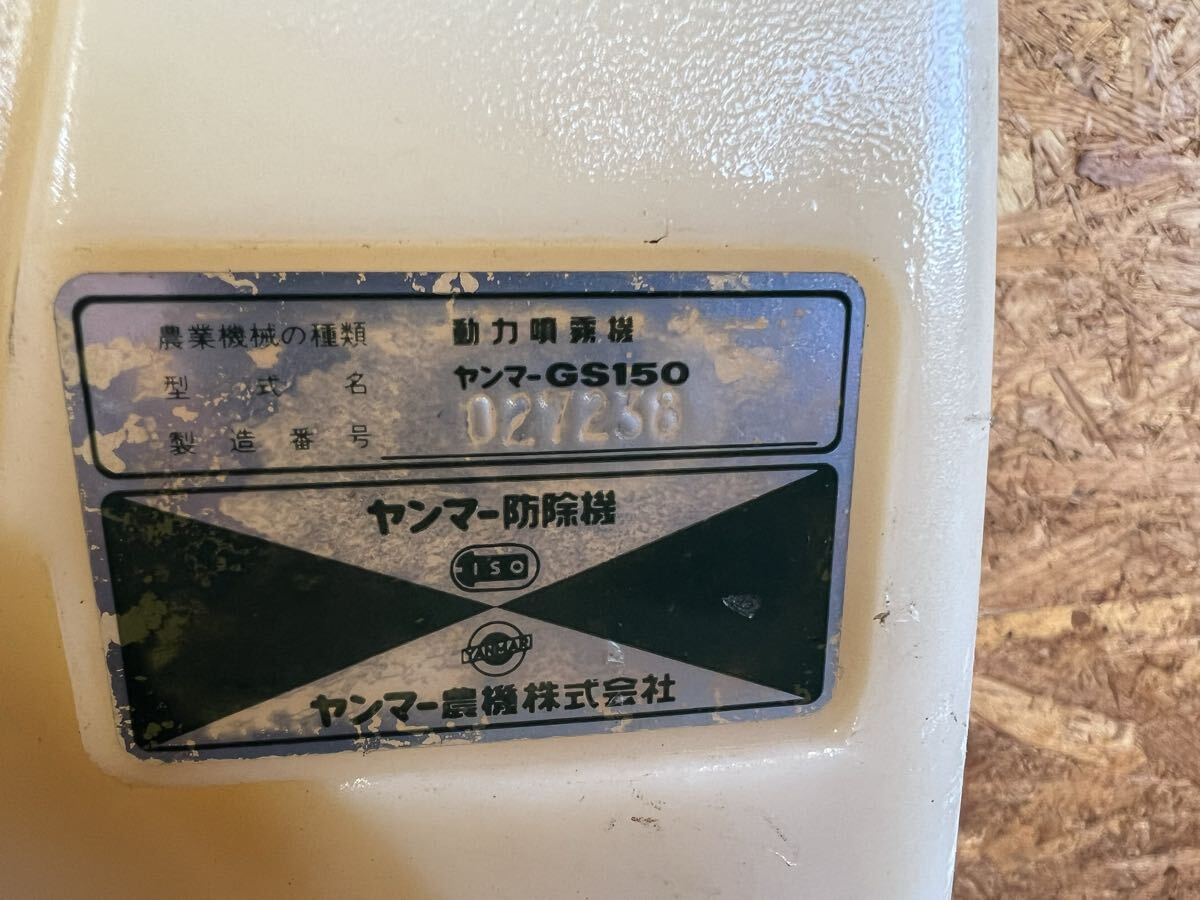 農業機械の種類 動力噴霧機
型式名 ヤンマーGS150
製造番号 027238
ヤンマー防除機
ISO
YANMAR
ヤンマー農機株式会社